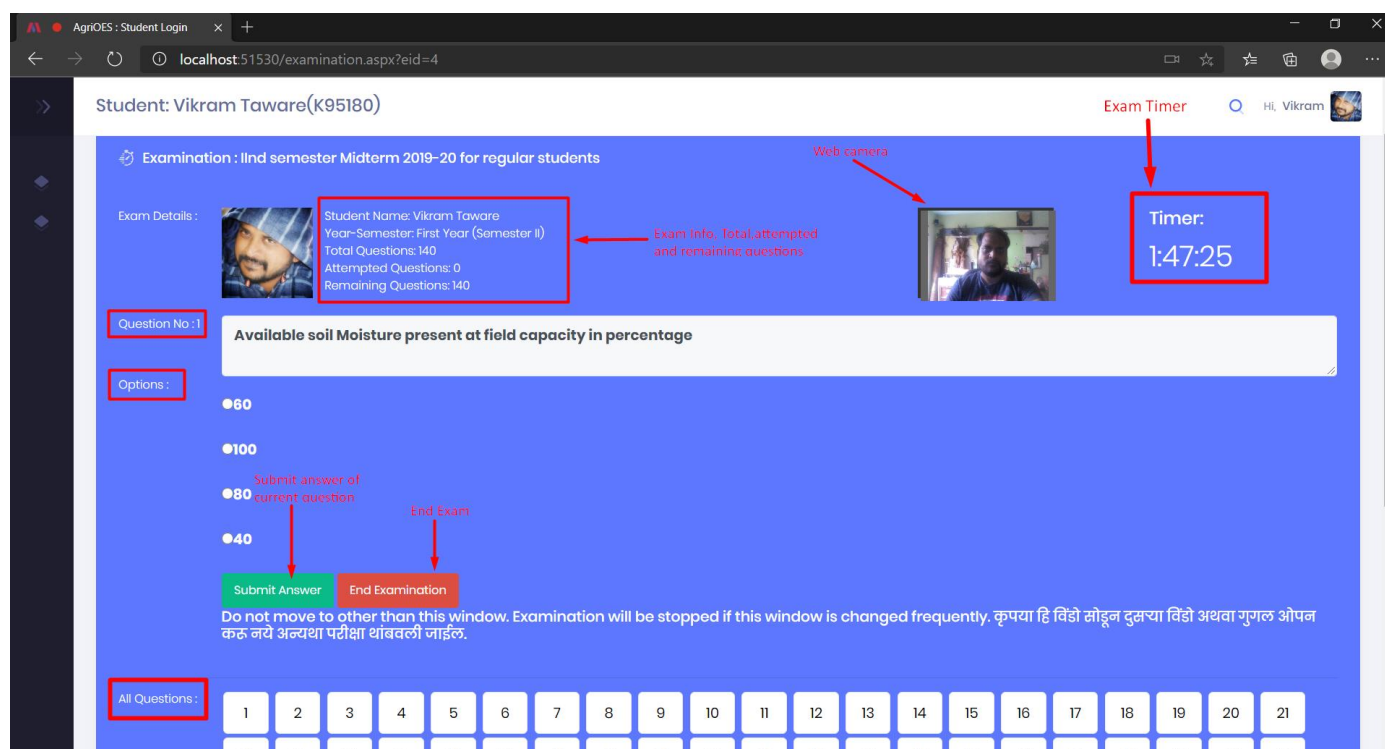 AgriOES : Student Login
localhost:51530/examination.aspx?eid=4
Student: Vikram Taware(K95180)
Exam Timer
Hi, Vikram
Examination : IInd semester Midterm 2019-20 for regular students
Web camera
Exam Details :
Student Name: Vikram Taware
Year-Semester: First Year (Semester II)
Total Questions: 140
Attempted Questions: 0
Remaining Questions: 140
Exam Info, Total,attempted
and remaining questions
Timer:
1:47:25
Question No : 1
Available soil Moisture present at field capacity in percentage
Options :
60
100
Submit answer of
current question
80
End Exam
40
Submit Answer
End Examination
Do not move to other than this window. Examination will be stopped if this window is changed frequently. कृपया हि विंडो सोडून दुसऱ्या विंडो अथवा गुगल ओपन
करू नये अन्यथा परीक्षा थांबवली जाईल.
All Questions :
1 2 3 4 5 6 7 8 9 10 11 12 13 14 15 16 17 18 19 20 21